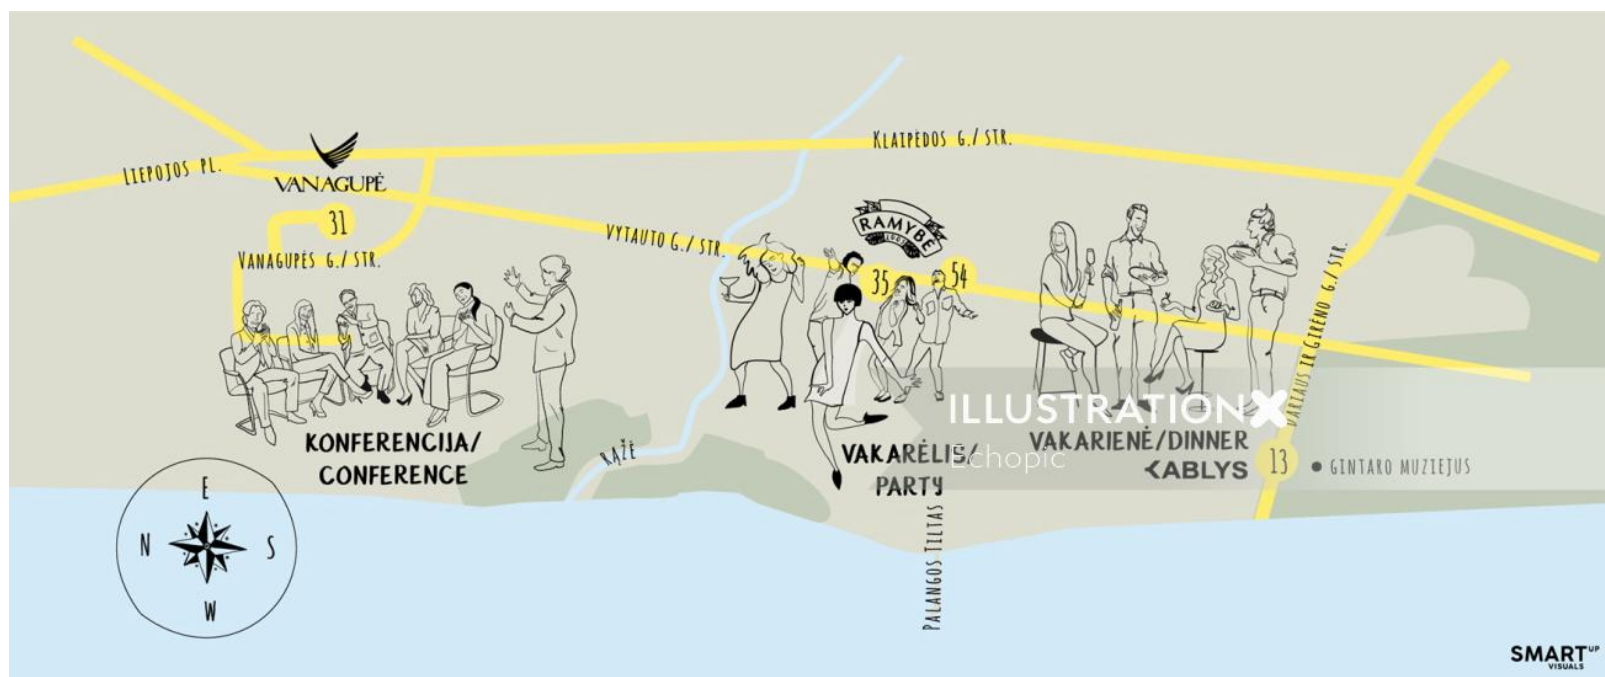 LIEPOJOS PL.
VANAGUPĖ
31
VANAGUPĖS G./STR.
KLAIPĖDOS G./STR.
VYTAUTO G./STR.
RAMYBĖ
35
54
DARIAUS IR GIRĖNO G./STR.
KONFERENCIJA/
CONFERENCE
RĄŽĖ
VAKARĖLIS/
PARTY
ILLUSTRATIONX
Echopic
VAKARIENĖ/DINNER
KABLYS
13
GINTARO MUZIEJUS
PALANGOS TILTAS
E
N
S
W
SMART UP
VISUALS